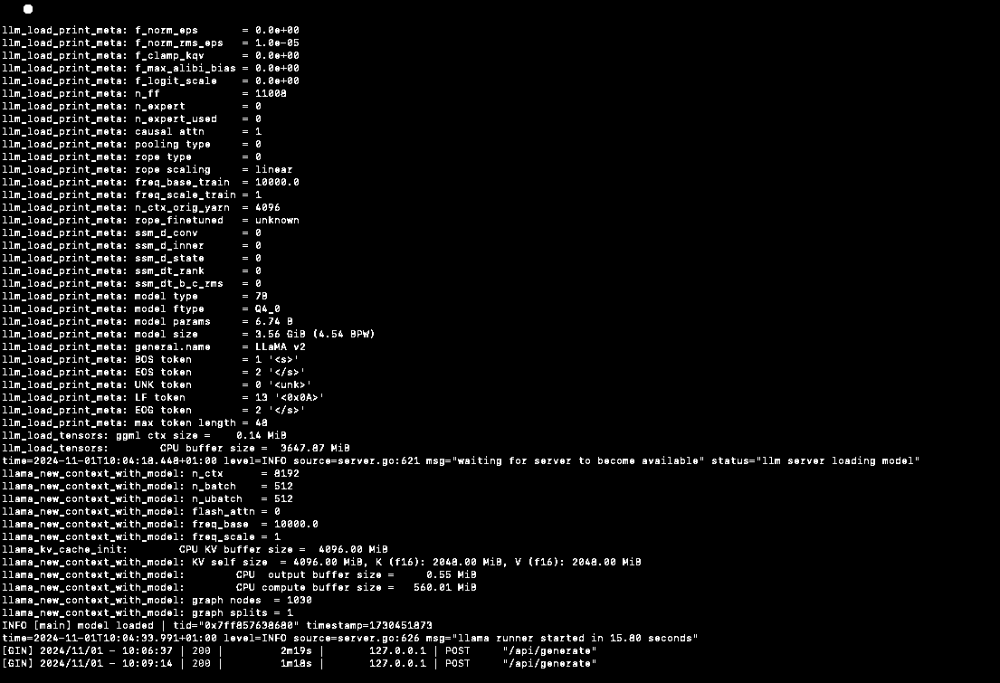 llm_load_print_meta: f_norm_eps       = 0.0e+00
llm_load_print_meta: f_norm_rms_eps   = 1.0e-05
llm_load_print_meta: f_clamp_kqv      = 0.0e+00
llm_load_print_meta: f_max_alibi_bias = 0.0e+00
llm_load_print_meta: f_logit_scale    = 0.0e+00
llm_load_print_meta: n_ff             = 11008
llm_load_print_meta: n_expert         = 0
llm_load_print_meta: n_expert_used    = 0
llm_load_print_meta: causal attn      = 1
llm_load_print_meta: pooling type     = 0
llm_load_print_meta: rope type        = 0
llm_load_print_meta: rope scaling     = linear
llm_load_print_meta: freq_base_train  = 10000.0
llm_load_print_meta: freq_scale_train = 1
llm_load_print_meta: n_ctx_orig_yarn  = 4096
llm_load_print_meta: rope_finetuned   = unknown
llm_load_print_meta: ssm_d_conv       = 0
llm_load_print_meta: ssm_d_inner      = 0
llm_load_print_meta: ssm_d_state      = 0
llm_load_print_meta: ssm_dt_rank      = 0
llm_load_print_meta: ssm_dt_b_c_rms   = 0
llm_load_print_meta: model type       = 7B
llm_load_print_meta: model ftype      = Q4_0
llm_load_print_meta: model params     = 6.74 B
llm_load_print_meta: model size       = 3.56 GiB (4.54 BPW)
llm_load_print_meta: general.name     = LLaMA v2
llm_load_print_meta: BOS token        = 1 '<s>'
llm_load_print_meta: EOS token        = 2 '</s>'
llm_load_print_meta: UNK token        = 0 '<unk>'
llm_load_print_meta: LF token         = 13 '<0x0A>'
llm_load_print_meta: EOG token        = 2 '</s>'
llm_load_print_meta: max token length = 48
llm_load_tensors: ggml ctx size =    0.14 MiB
llm_load_tensors:        CPU buffer size =  3647.87 MiB
time=2024-11-01T10:04:18.448+01:00 level=INFO source=server.go:621 msg="waiting for server to become available" status="llm server loading model"
llama_new_context_with_model: n_ctx      = 8192
llama_new_context_with_model: n_batch    = 512
llama_new_context_with_model: n_ubatch   = 512
llama_new_context_with_model: flash_attn = 0
llama_new_context_with_model: freq_base  = 10000.0
llama_new_context_with_model: freq_scale = 1
llama_kv_cache_init:        CPU KV buffer size =  4096.00 MiB
llama_new_context_with_model: KV self size  = 4096.00 MiB, K (f16): 2048.00 MiB, V (f16): 2048.00 MiB
llama_new_context_with_model:        CPU  output buffer size =     0.55 MiB
llama_new_context_with_model:        CPU compute buffer size =   560.01 MiB
llama_new_context_with_model: graph nodes  = 1030
llama_new_context_with_model: graph splits = 1
INFO [main] model loaded | tid="0x7ff857638680" timestamp=1730451873
time=2024-11-01T10:04:33.991+01:00 level=INFO source=server.go:626 msg="llama runner started in 15.80 seconds"
[GIN] 2024/11/01 - 10:06:37 | 200 |         2m19s |       127.0.0.1 | POST     "/api/generate"
[GIN] 2024/11/01 - 10:09:14 | 200 |         1m18s |       127.0.0.1 | POST     "/api/generate"